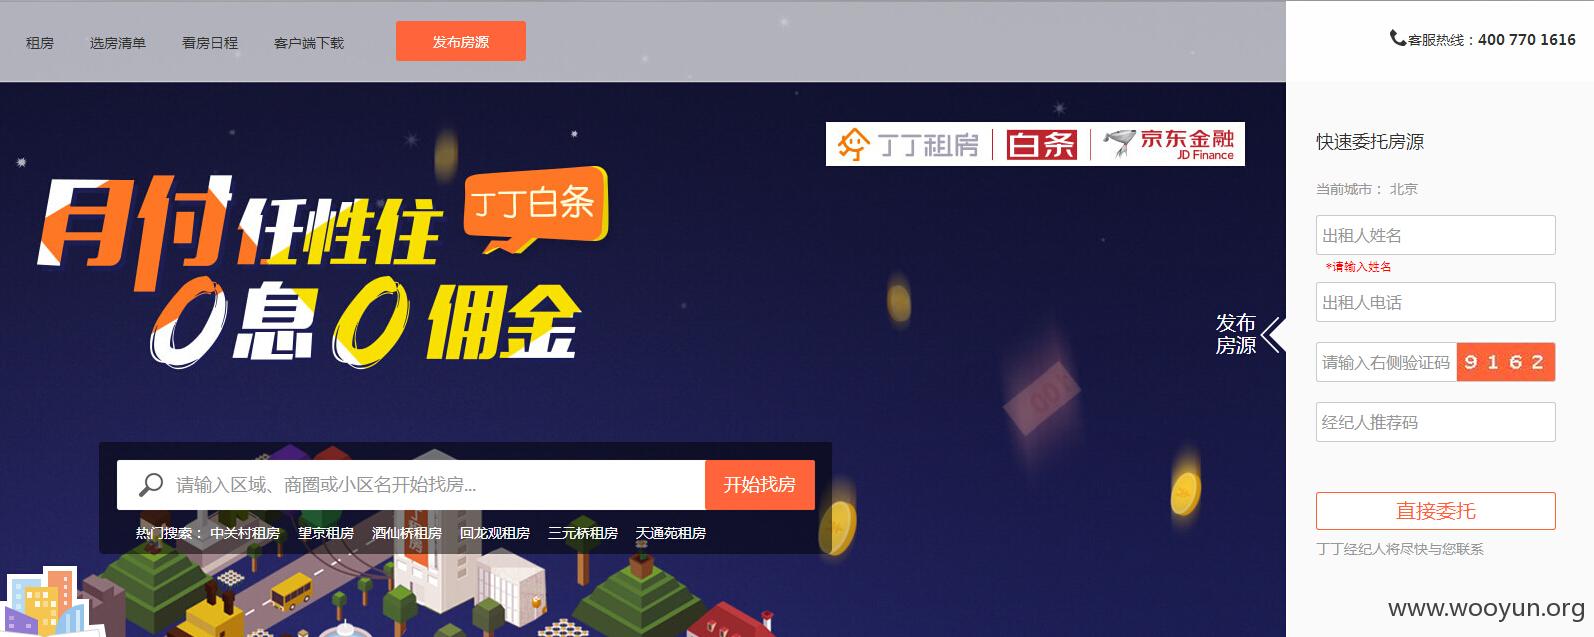 租房 选房清单 看房日程 客户端下载 发布房源
客服热线：400 770 1616
丁丁租房 白条 京东金融
JD Finance
月付任性住 丁丁白条
0息0佣金
发布
房源
快速委托房源
当前城市： 北京
出租人姓名
*请输入姓名
出租人电话
请输入右侧验证码 9 1 6 2
经纪人推荐码
直接委托
丁丁经纪人将尽快与您联系
请输入区域、商圈或小区名开始找房... 开始找房
热门搜索： 中关村租房 望京租房 酒仙桥租房 回龙观租房 三元桥租房 天通苑租房
100
www.wooyun.org